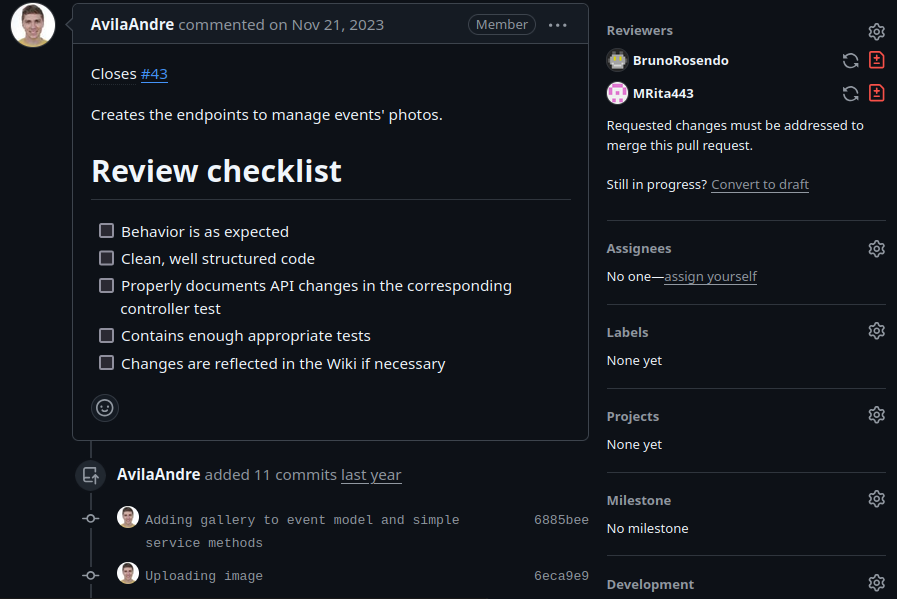 AvilaAndre commented on Nov 21, 2023
Member
Closes #43
Creates the endpoints to manage events' photos.
Review checklist
Behavior is as expected
Clean, well structured code
Properly documents API changes in the corresponding
controller test
Contains enough appropriate tests
Changes are reflected in the Wiki if necessary
AvilaAndre added 11 commits last year
Adding gallery to event model and simple
service methods
6885bee
Uploading image
6eca9e9
Reviewers
BrunoRosendo
MRita443
Requested changes must be addressed to
merge this pull request.
Still in progress? Convert to draft
Assignees
No one—assign yourself
Labels
None yet
Projects
None yet
Milestone
No milestone
Development